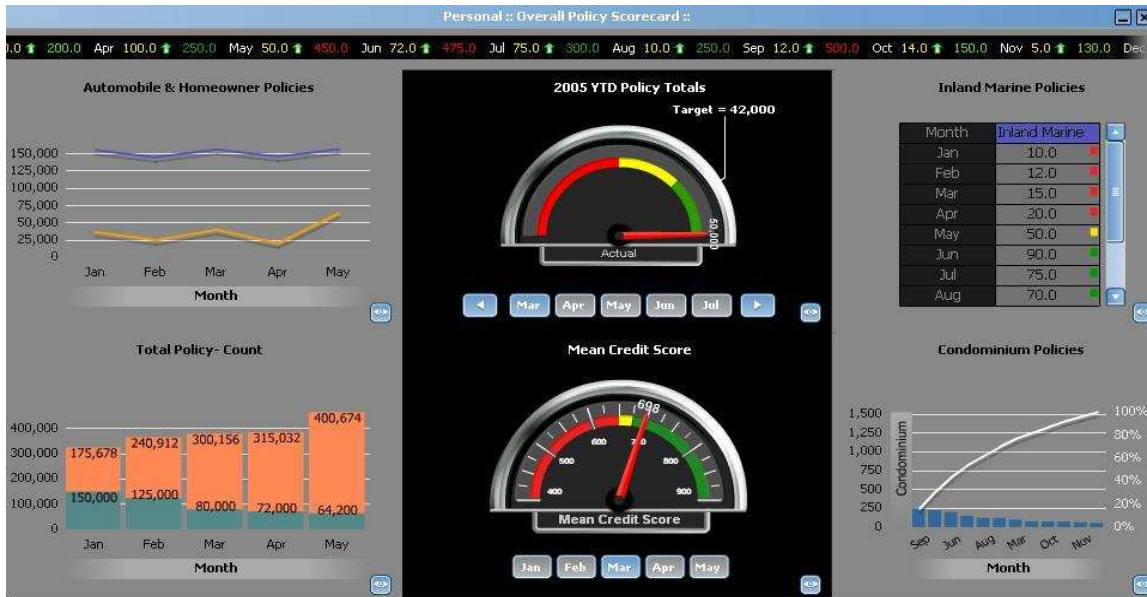 Personal :: Overall Policy Scorecard ::
0.0 200.0 Apr 100.0 250.0 May 50.0 450.0 Jun 72.0 475.0 Jul 75.0 300.0 Aug 10.0 250.0 Sep 12.0 500.0 Oct 14.0 150.0 Nov 5.0 130.0 Dec
Automobile & Homeowner Policies
150,000
125,000
100,000
75,000
50,000
25,000
0
Jan Feb Mar Apr May
Month
2005 YTD Policy Totals
Target = 42,000
50,000
Actual
Mar Apr May Jun Jul
Inland Marine Policies
Month Inland Marine
Jan 10.0
Feb 12.0
Mar 15.0
Apr 20.0
May 50.0
Jun 90.0
Jul 75.0
Aug 70.0
Total Policy- Count
400,000
300,000
200,000
100,000
0
175,678 240,912 300,156 315,032 400,674
150,000 125,000 80,000 72,000 64,200
Jan Feb Mar Apr May
Month
Mean Credit Score
698
400 500 600 700 800 900
Mean Credit Score
Jan Feb Mar Apr May
Condominium Policies
Condominium
1,500
1,250
1,000
750
500
250
0
100%
80%
60%
40%
20%
0%
Sep Jun Aug Mar Oct Nov
Month